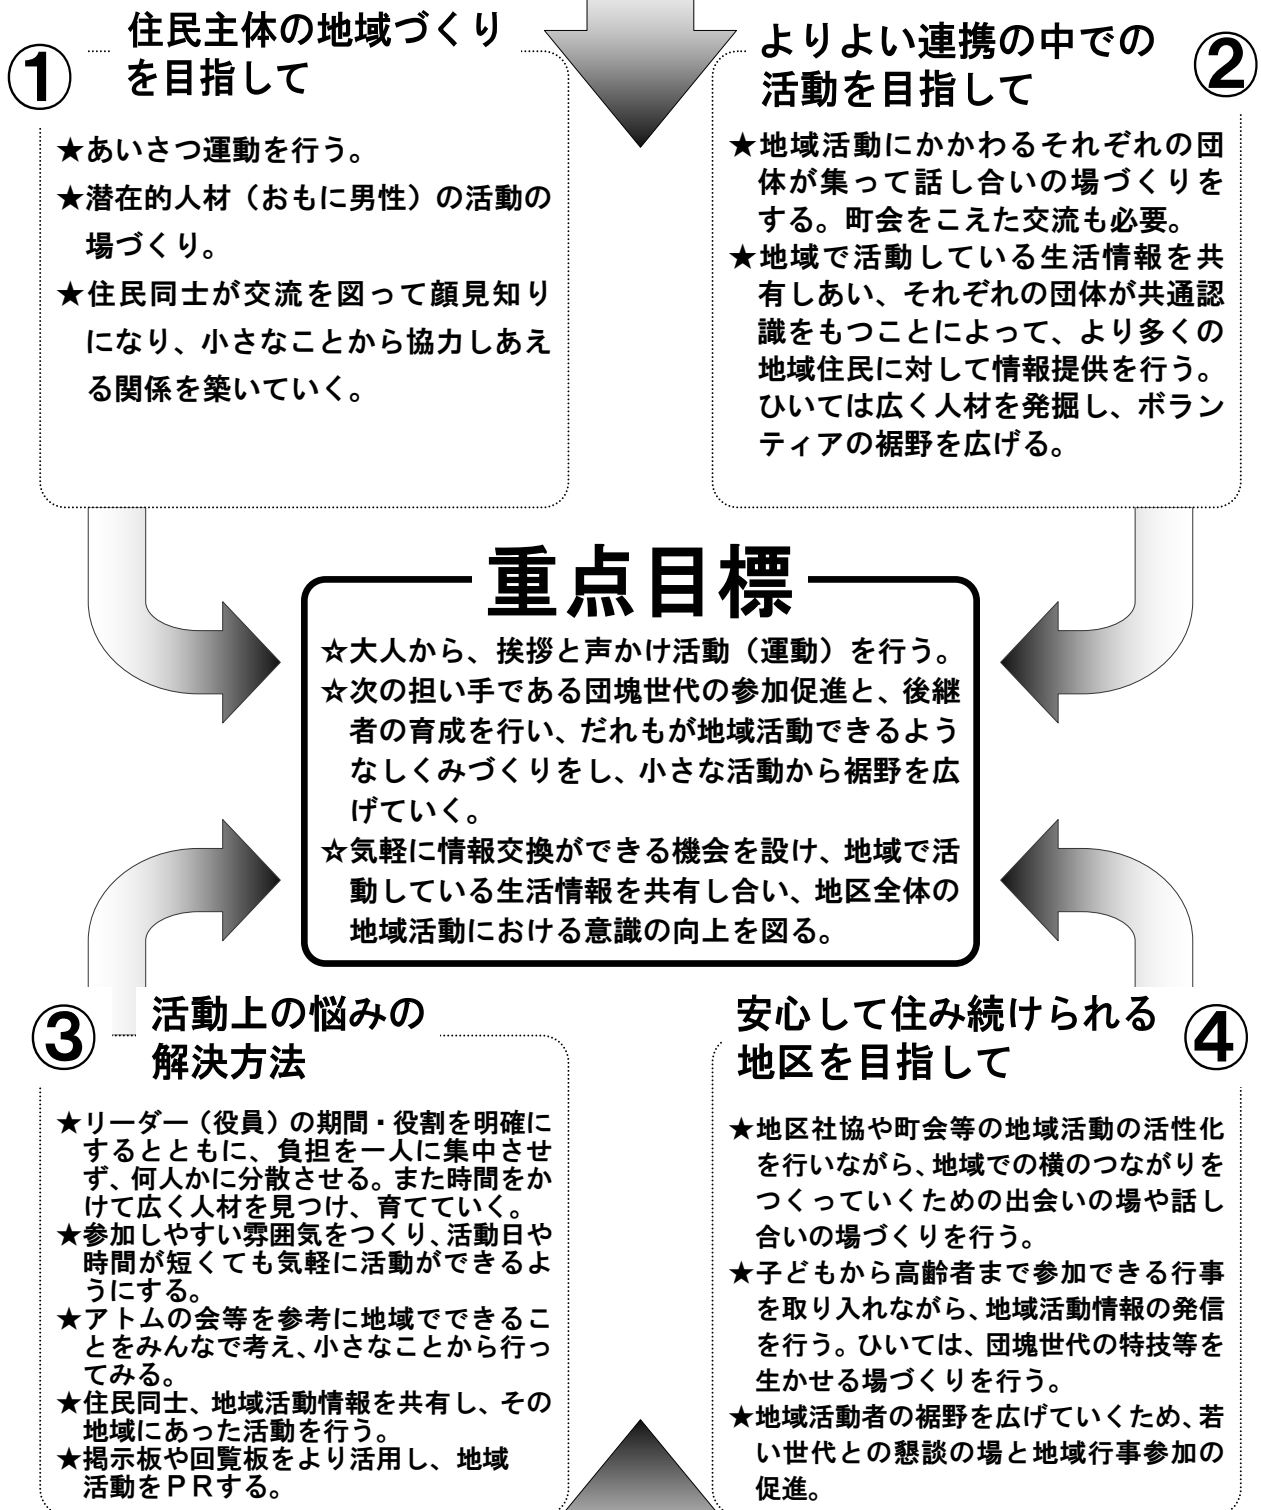 ①
住民主体の地域づくり
を目指して
★あいさつ運動を行う。
★潜在的人材（おもに男性）の活動の
場づくり。
★住民同士が交流を図って顔見知り
になり、小さなことから協力しあえ
る関係を築いていく。
よりよい連携の中での
活動を目指して
②
★地域活動にかかわるそれぞれの団
体が集って話し合いの場づくりを
する。町会をこえた交流も必要。
★地域で活動している生活情報を共
有しあい、それぞれの団体が共通認
識をもつことによって、より多くの
地域住民に対して情報提供を行う。
ひいては広く人材を発掘し、ボラン
ティアの裾野を広げる。
重点目標
☆大人から、挨拶と声かけ活動（運動）を行う。
☆次の担い手である団塊世代の参加促進と、後継
者の育成を行い、だれもが地域活動できるよう
なしくみづくりをし、小さな活動から裾野を広
げていく。
☆気軽に情報交換ができる機会を設け、地域で活
動している生活情報を共有し合い、地区全体の
地域活動における意識の向上を図る。
③
活動上の悩みの
解決方法
★リーダー（役員）の期間・役割を明確に
するとともに、負担を一人に集中させ
ず、何人かに分散させる。また時間をか
けて広く人材を見つけ、育てていく。
★参加しやすい雰囲気をつくり、活動日や
時間が短くても気軽に活動ができるよ
うにする。
★アトムの会等を参考に地域でできるこ
とをみんなで考え、小さなことから行っ
てみる。
★住民同士、地域活動情報を共有し、その
地域にあった活動を行う。
★掲示板や回覧板をより活用し、地域
活動をＰＲする。
安心して住み続けられる
地区を目指して
④
★地区社協や町会等の地域活動の活性化
を行いながら、地域での横のつながりを
つくっていくための出会いの場や話し
合いの場づくりを行う。
★子どもから高齢者まで参加できる行事
を取り入れながら、地域活動情報の発信
を行う。ひいては、団塊世代の特技等を
生かせる場づくりを行う。
★地域活動者の裾野を広げていくため、若
い世代との懇談の場と地域行事参加の
促進。